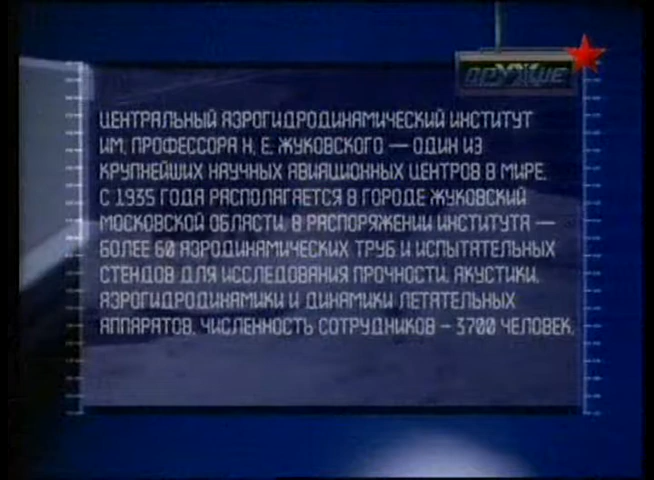 ОРУЖИЕ
ЦЕНТРАЛЬНЫЙ АЭРОГИДРОДИНАМИЧЕСКИЙ ИНСТИТУТ
ИМ. ПРОФЕССОРА Н. Е. ЖУКОВСКОГО — ОДИН ИЗ
КРУПНЕЙШИХ НАУЧНЫХ АВИАЦИОННЫХ ЦЕНТРОВ В МИРЕ.
С 1935 ГОДА РАСПОЛАГАЕТСЯ В ГОРОДЕ ЖУКОВСКИЙ
МОСКОВСКОЙ ОБЛАСТИ. В РАСПОРЯЖЕНИИ ИНСТИТУТА —
БОЛЕЕ 60 АЭРОДИНАМИЧЕСКИХ ТРУБ И ИСПЫТАТЕЛЬНЫХ
СТЕНДОВ ДЛЯ ИССЛЕДОВАНИЯ ПРОЧНОСТИ, АКУСТИКИ,
АЭРОГИДРОДИНАМИКИ И ДИНАМИКИ ЛЕТАТЕЛЬНЫХ
АППАРАТОВ. ЧИСЛЕННОСТЬ СОТРУДНИКОВ – 3700 ЧЕЛОВЕК.